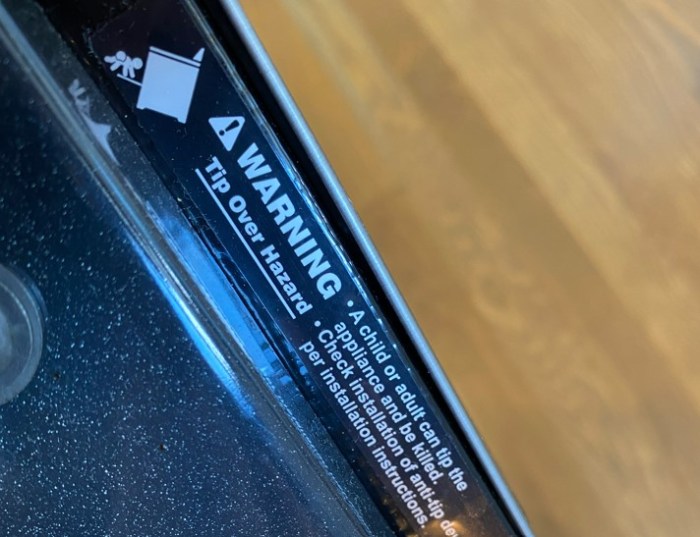 WARNING
Tip Over Hazard
• A child or adult can tip the
appliance and be killed.
• Check installation of anti-tip
per installation instructions.